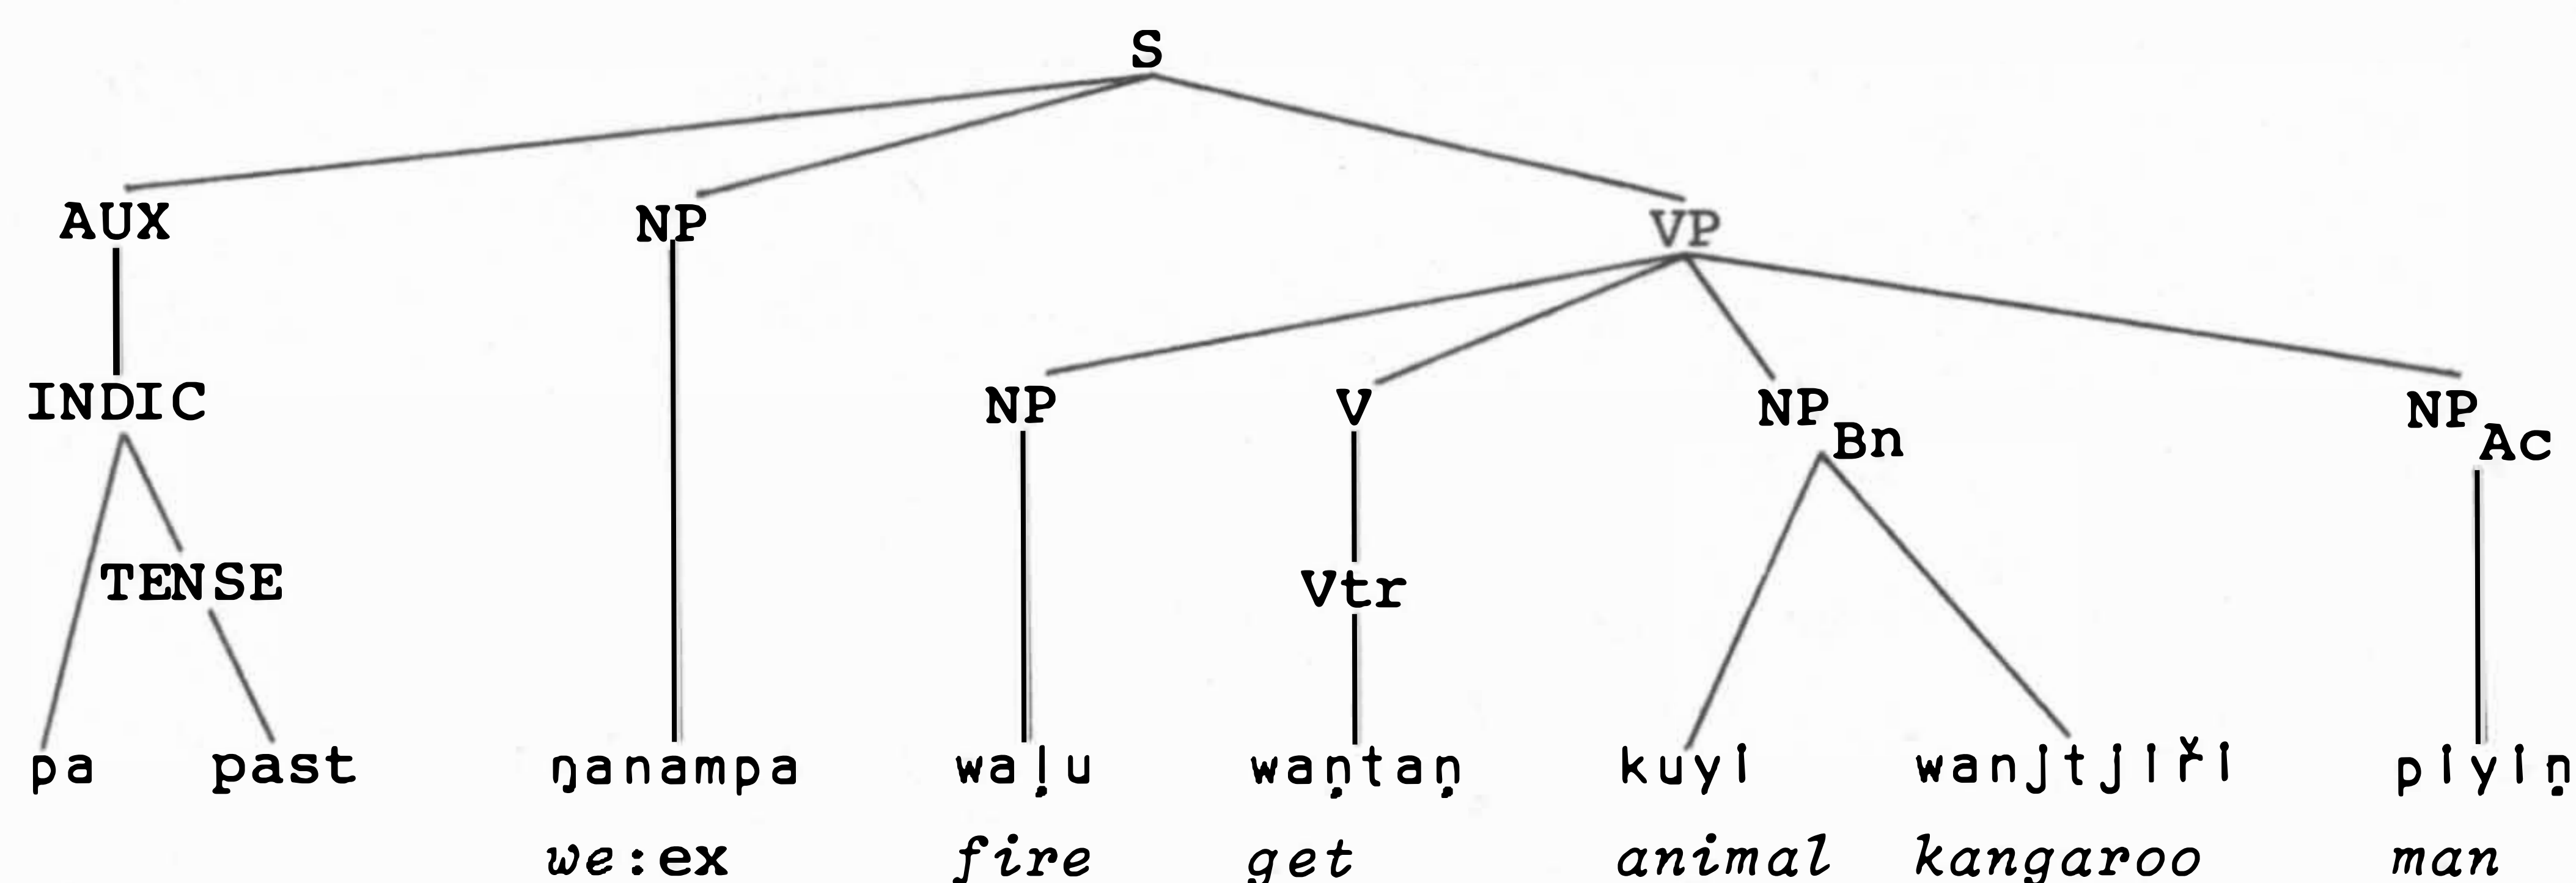 S
AUX NP VP
INDIC NP V NP Bn NP Ac
TENSE Vtr
pa past ŋanampa waḷu waṇtaṇ kuyi wanjtjiři piyiṇ
we:ex fire get animal kangaroo man